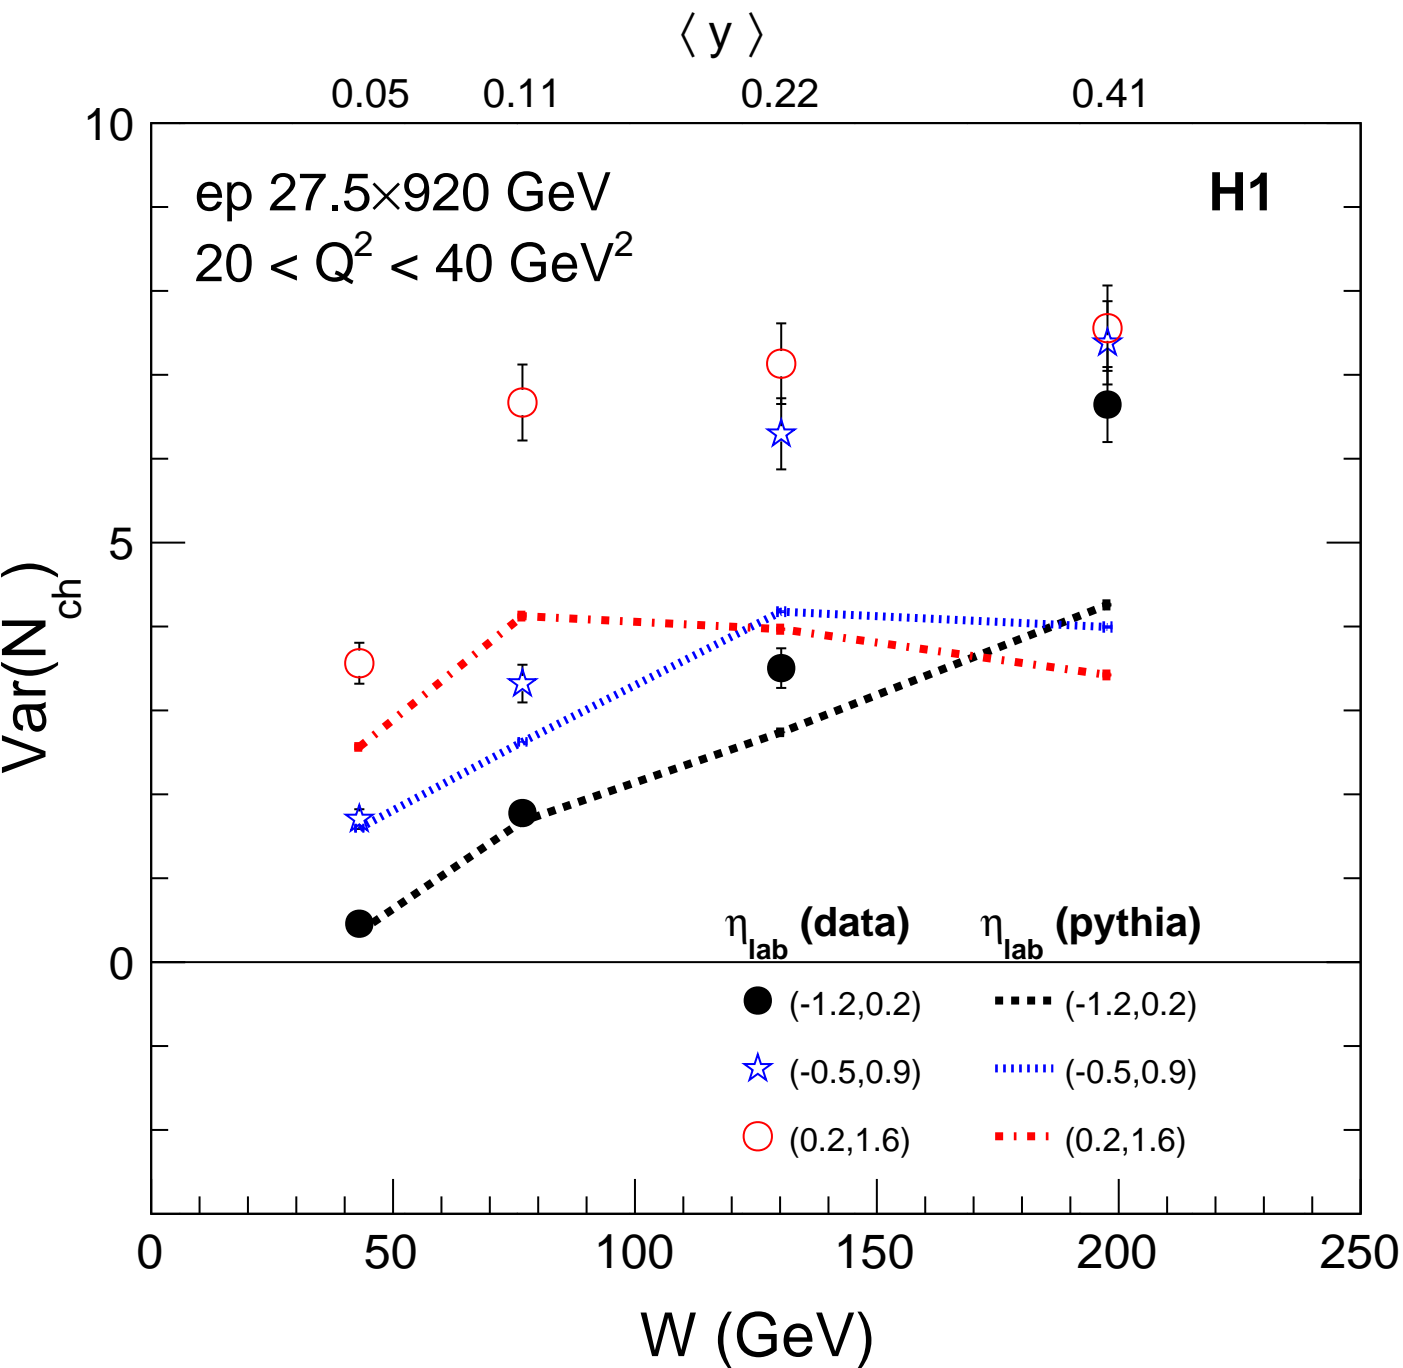 ⟨ y ⟩
0.05 0.11 0.22 0.41
10
ep 27.5×920 GeV
H1
20 < Q² < 40 GeV²
5
Var(N_ch)
η_lab (data) η_lab (pythia)
0
(-1.2,0.2) (-1.2,0.2)
(-0.5,0.9) (-0.5,0.9)
(0.2,1.6) (0.2,1.6)
0 50 100 150 200 250
W (GeV)